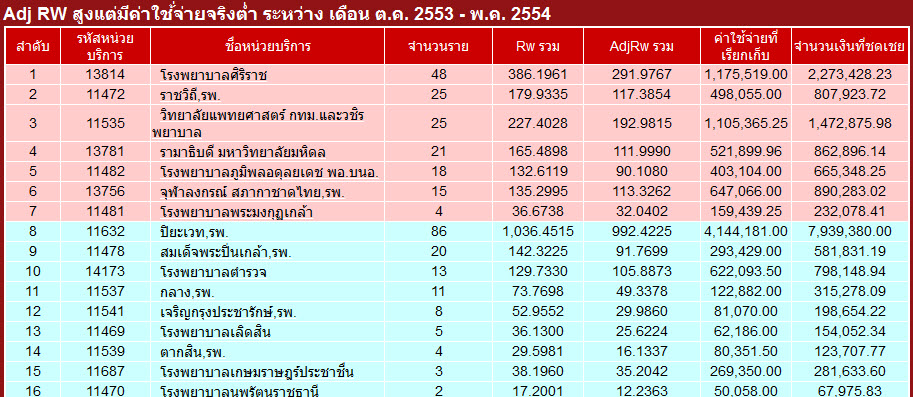 Adj RW สูงแต่มีค่าใช้จ่ายจริงต่ำ ระหว่าง เดือน ต.ค. 2553 - พ.ค. 2554
ลำดับ รหัสหน่วยบริการ ชื่อหน่วยบริการ จำนวนราย Rw รวม AdjRw รวม ค่าใช้จ่ายที่เรียกเก็บ จำนวนเงินที่ชดเชย
1 13814 โรงพยาบาลศิริราช 48 386.1961 291.9767 1,175,519.00 2,273,428.23
2 11472 ราชวิถี,รพ. 25 179.9335 117.3854 498,055.00 807,923.72
3 11535 วิทยาลัยแพทยศาสตร์ กทม.และวชิรพยาบาล 25 227.4028 192.9815 1,105,365.25 1,472,875.98
4 13781 รามาธิบดี มหาวิทยาลัยมหิดล 21 165.4898 111.9990 521,899.96 862,896.14
5 11482 โรงพยาบาลภูมิพลอดุลยเดช พอ.บนอ. 18 132.6119 90.1080 403,104.00 665,348.25
6 13756 จุฬาลงกรณ์ สภากาชาดไทย,รพ. 15 135.2995 113.3262 647,066.00 890,283.02
7 11481 โรงพยาบาลพระมงกุฎเกล้า 4 36.6738 32.0402 159,439.25 232,078.41
8 11632 ปิยะเวท,รพ. 86 1,036.4515 992.4225 4,144,181.00 7,939,380.00
9 11478 สมเด็จพระปิ่นเกล้า,รพ. 20 142.3225 91.7699 293,429.00 581,831.19
10 14173 โรงพยาบาลตำรวจ 13 129.7330 105.8873 622,093.50 798,148.94
11 11537 กลาง,รพ. 11 73.7698 49.3378 122,882.00 315,278.09
12 11541 เจริญกรุงประชารักษ์,รพ. 8 52.9552 29.9860 81,070.00 198,654.22
13 11469 โรงพยาบาลเลิดสิน 5 36.1300 25.6224 62,186.00 154,052.34
14 11539 ตากสิน,รพ. 4 29.5981 16.1337 80,351.50 123,707.77
15 11687 โรงพยาบาลเกษมราษฎร์ประชาชื่น 3 38.1960 35.2042 269,350.00 281,633.60
16 11470 โรงพยาบาลนพรัตนราชธานี 2 17.2001 12.2363 50,058.00 67,975.83